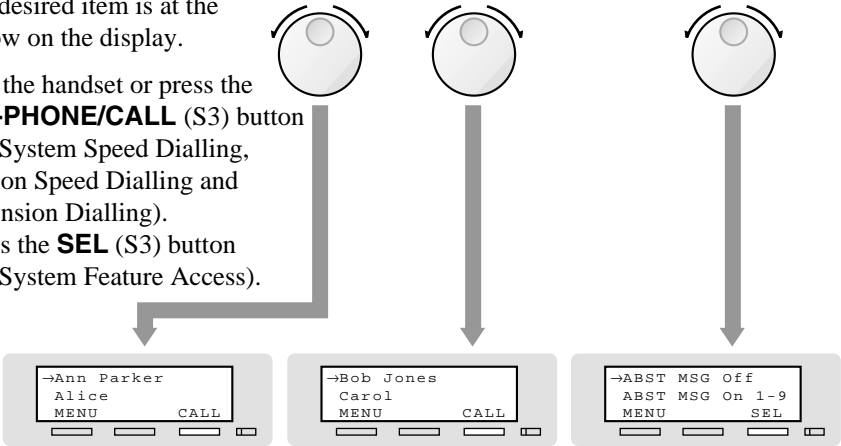 desired item is at the
on the display.
the handset or press the
-PHONE/CALL (S3) button
System Speed Dialling,
Speed Dialling and
Dialling).
the SEL (S3) button
System Feature Access).
→Ann Parker
Alice
MENU CALL
→Bob Jones
Carol
MENU CALL
→ABST MSG Off
ABST MSG On 1-9
MENU SEL